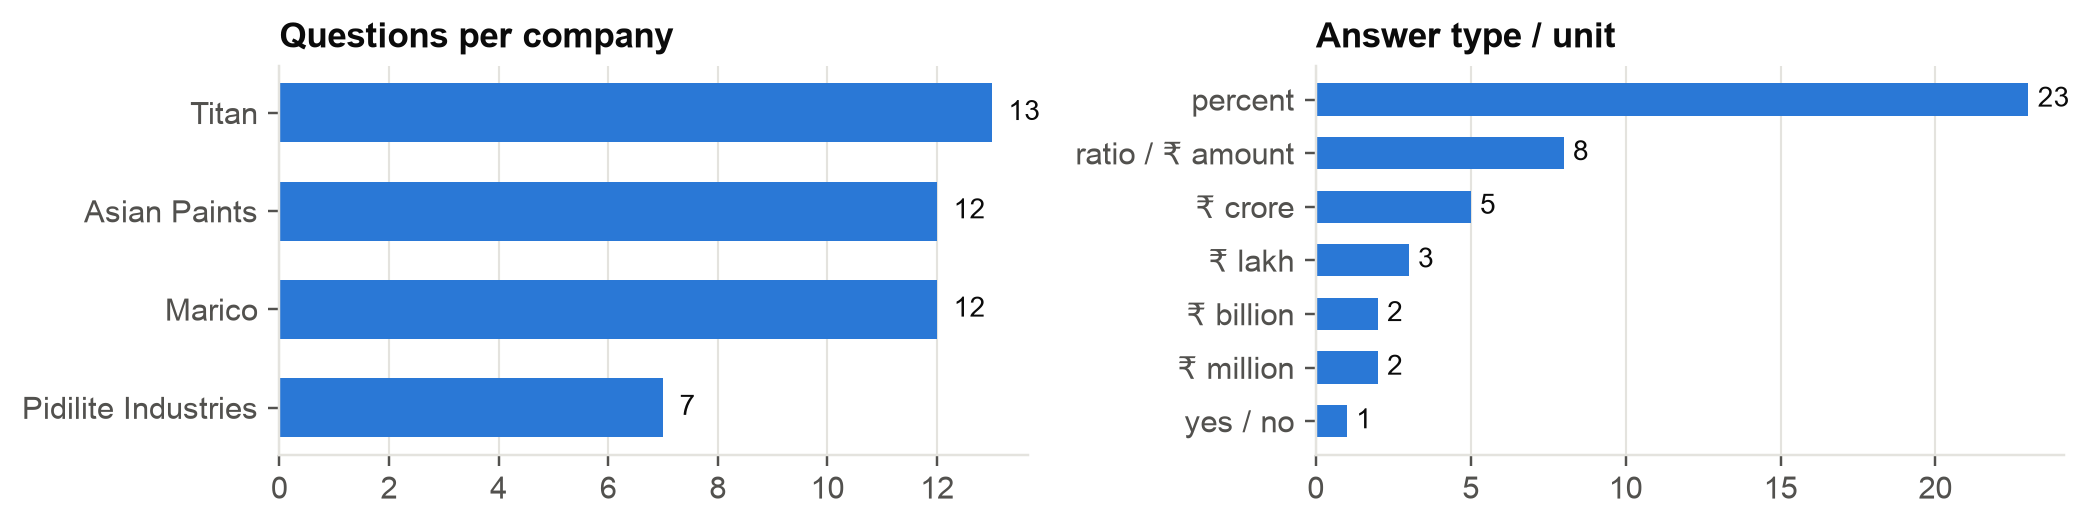 Questions per company
Titan
13
Asian Paints
12
Marico
12
Pidilite Industries
7
0 2 4 6 8 10 12
Answer type / unit
percent
23
ratio / ₹ amount
8
₹ crore
5
₹ lakh
3
₹ billion
2
₹ million
2
yes / no
1
0 5 10 15 20